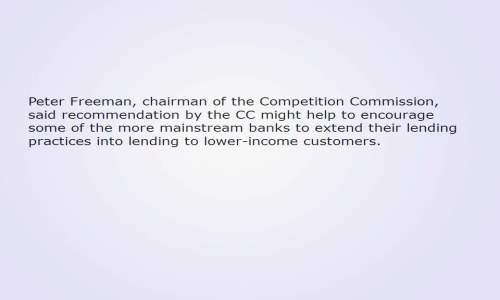 Peter Freeman, chairman of the Competition Commission,
said recommendation by the CC might help to encourage
some of the more mainstream banks to extend their lending
practices into lending to lower-income customers.